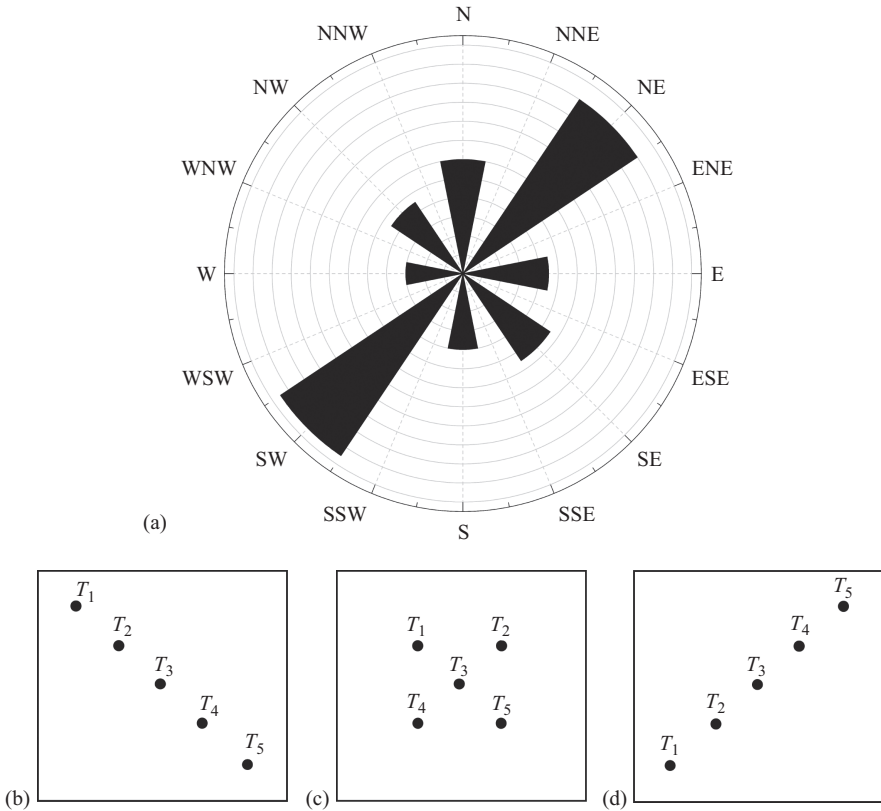 N
NNW NNE
NW NE
WNW ENE
W E
WSW ESE
SW SE
SSW SSE
S
(a)
T1
T2
T3
T4
T5
(b)
T1 T2
T3
T4 T5
(c)
T5
T4
T3
T2
T1
(d)